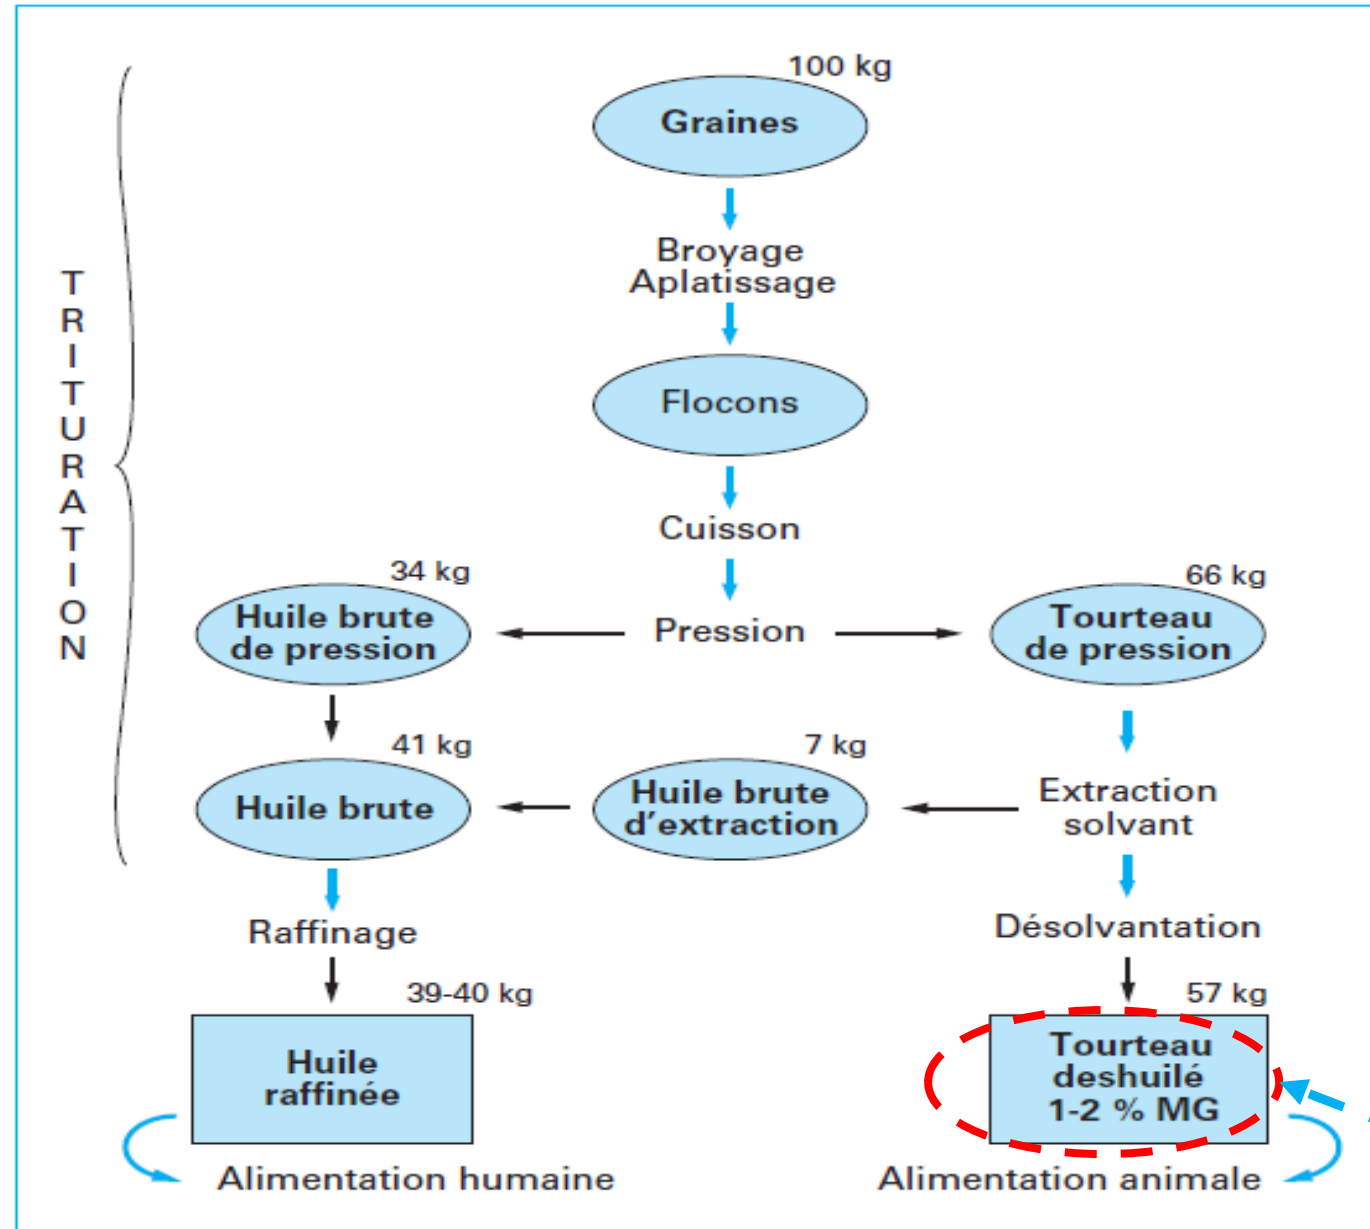 100 kg
Graines
Broyage
Aplatissage
TRITURATION
Flocons
Cuisson
34 kg
Huile brute
de pression
Pression
66 kg
Tourteau
de pression
41 kg
Huile brute
7 kg
Huile brute
d'extraction
Extraction
solvant
Raffinage
Désolvantation
39-40 kg
Huile
raffinée
57 kg
Tourteau
deshuilé
1-2 % MG
Alimentation humaine
Alimentation animale